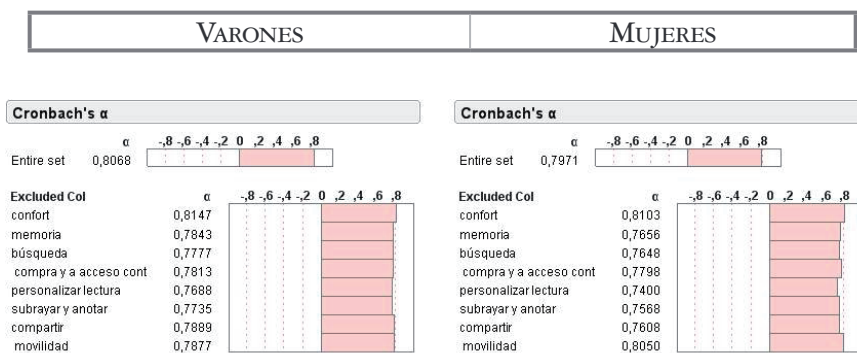 VARONES MUJERES
Cronbach's α
α -,8 -,6 -,4 -,2 0 ,2 ,4 ,6 ,8
Entire set 0,8068
Excluded Col α -,8 -,6 -,4 -,2 0 ,2 ,4 ,6 ,8
confort 0,8147
memoria 0,7843
búsqueda 0,7777
compra y a acceso cont 0,7813
personalizar lectura 0,7688
subrayar y anotar 0,7735
compartir 0,7889
movilidad 0,7877
Cronbach's α
α -,8 -,6 -,4 -,2 0 ,2 ,4 ,6 ,8
Entire set 0,7971
Excluded Col α -,8 -,6 -,4 -,2 0 ,2 ,4 ,6 ,8
confort 0,8103
memoria 0,7656
búsqueda 0,7648
compra y a acceso cont 0,7798
personalizar lectura 0,7400
subrayar y anotar 0,7568
compartir 0,7608
movilidad 0,8050